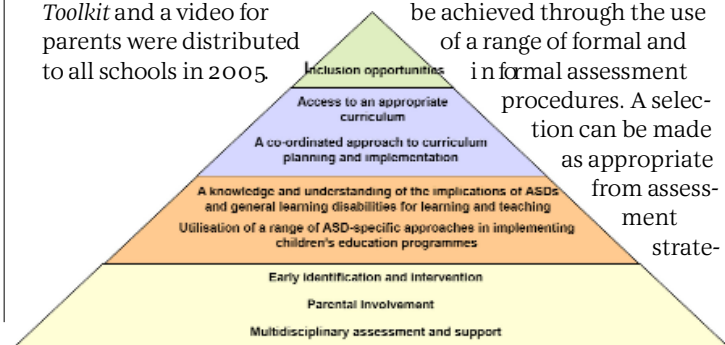 Toolkit and a video for
parents were distributed
to all schools in 2005.
Inclusion opportunities
Access to an appropriate
curriculum
A co-ordinated approach to curriculum
planning and implementation
A knowledge and understanding of the implications of ASDs
and general learning disabilities for learning and teaching
Utilisation of a range of ASD-specific approaches in implementing
children's education programmes
Early identification and intervention
Parental Involvement
Multidisciplinary assessment and support
be achieved through the use
of a range of formal and
informal assessment
procedures. A selec-
tion can be made
as appropriate
from assess-
ment
strate-